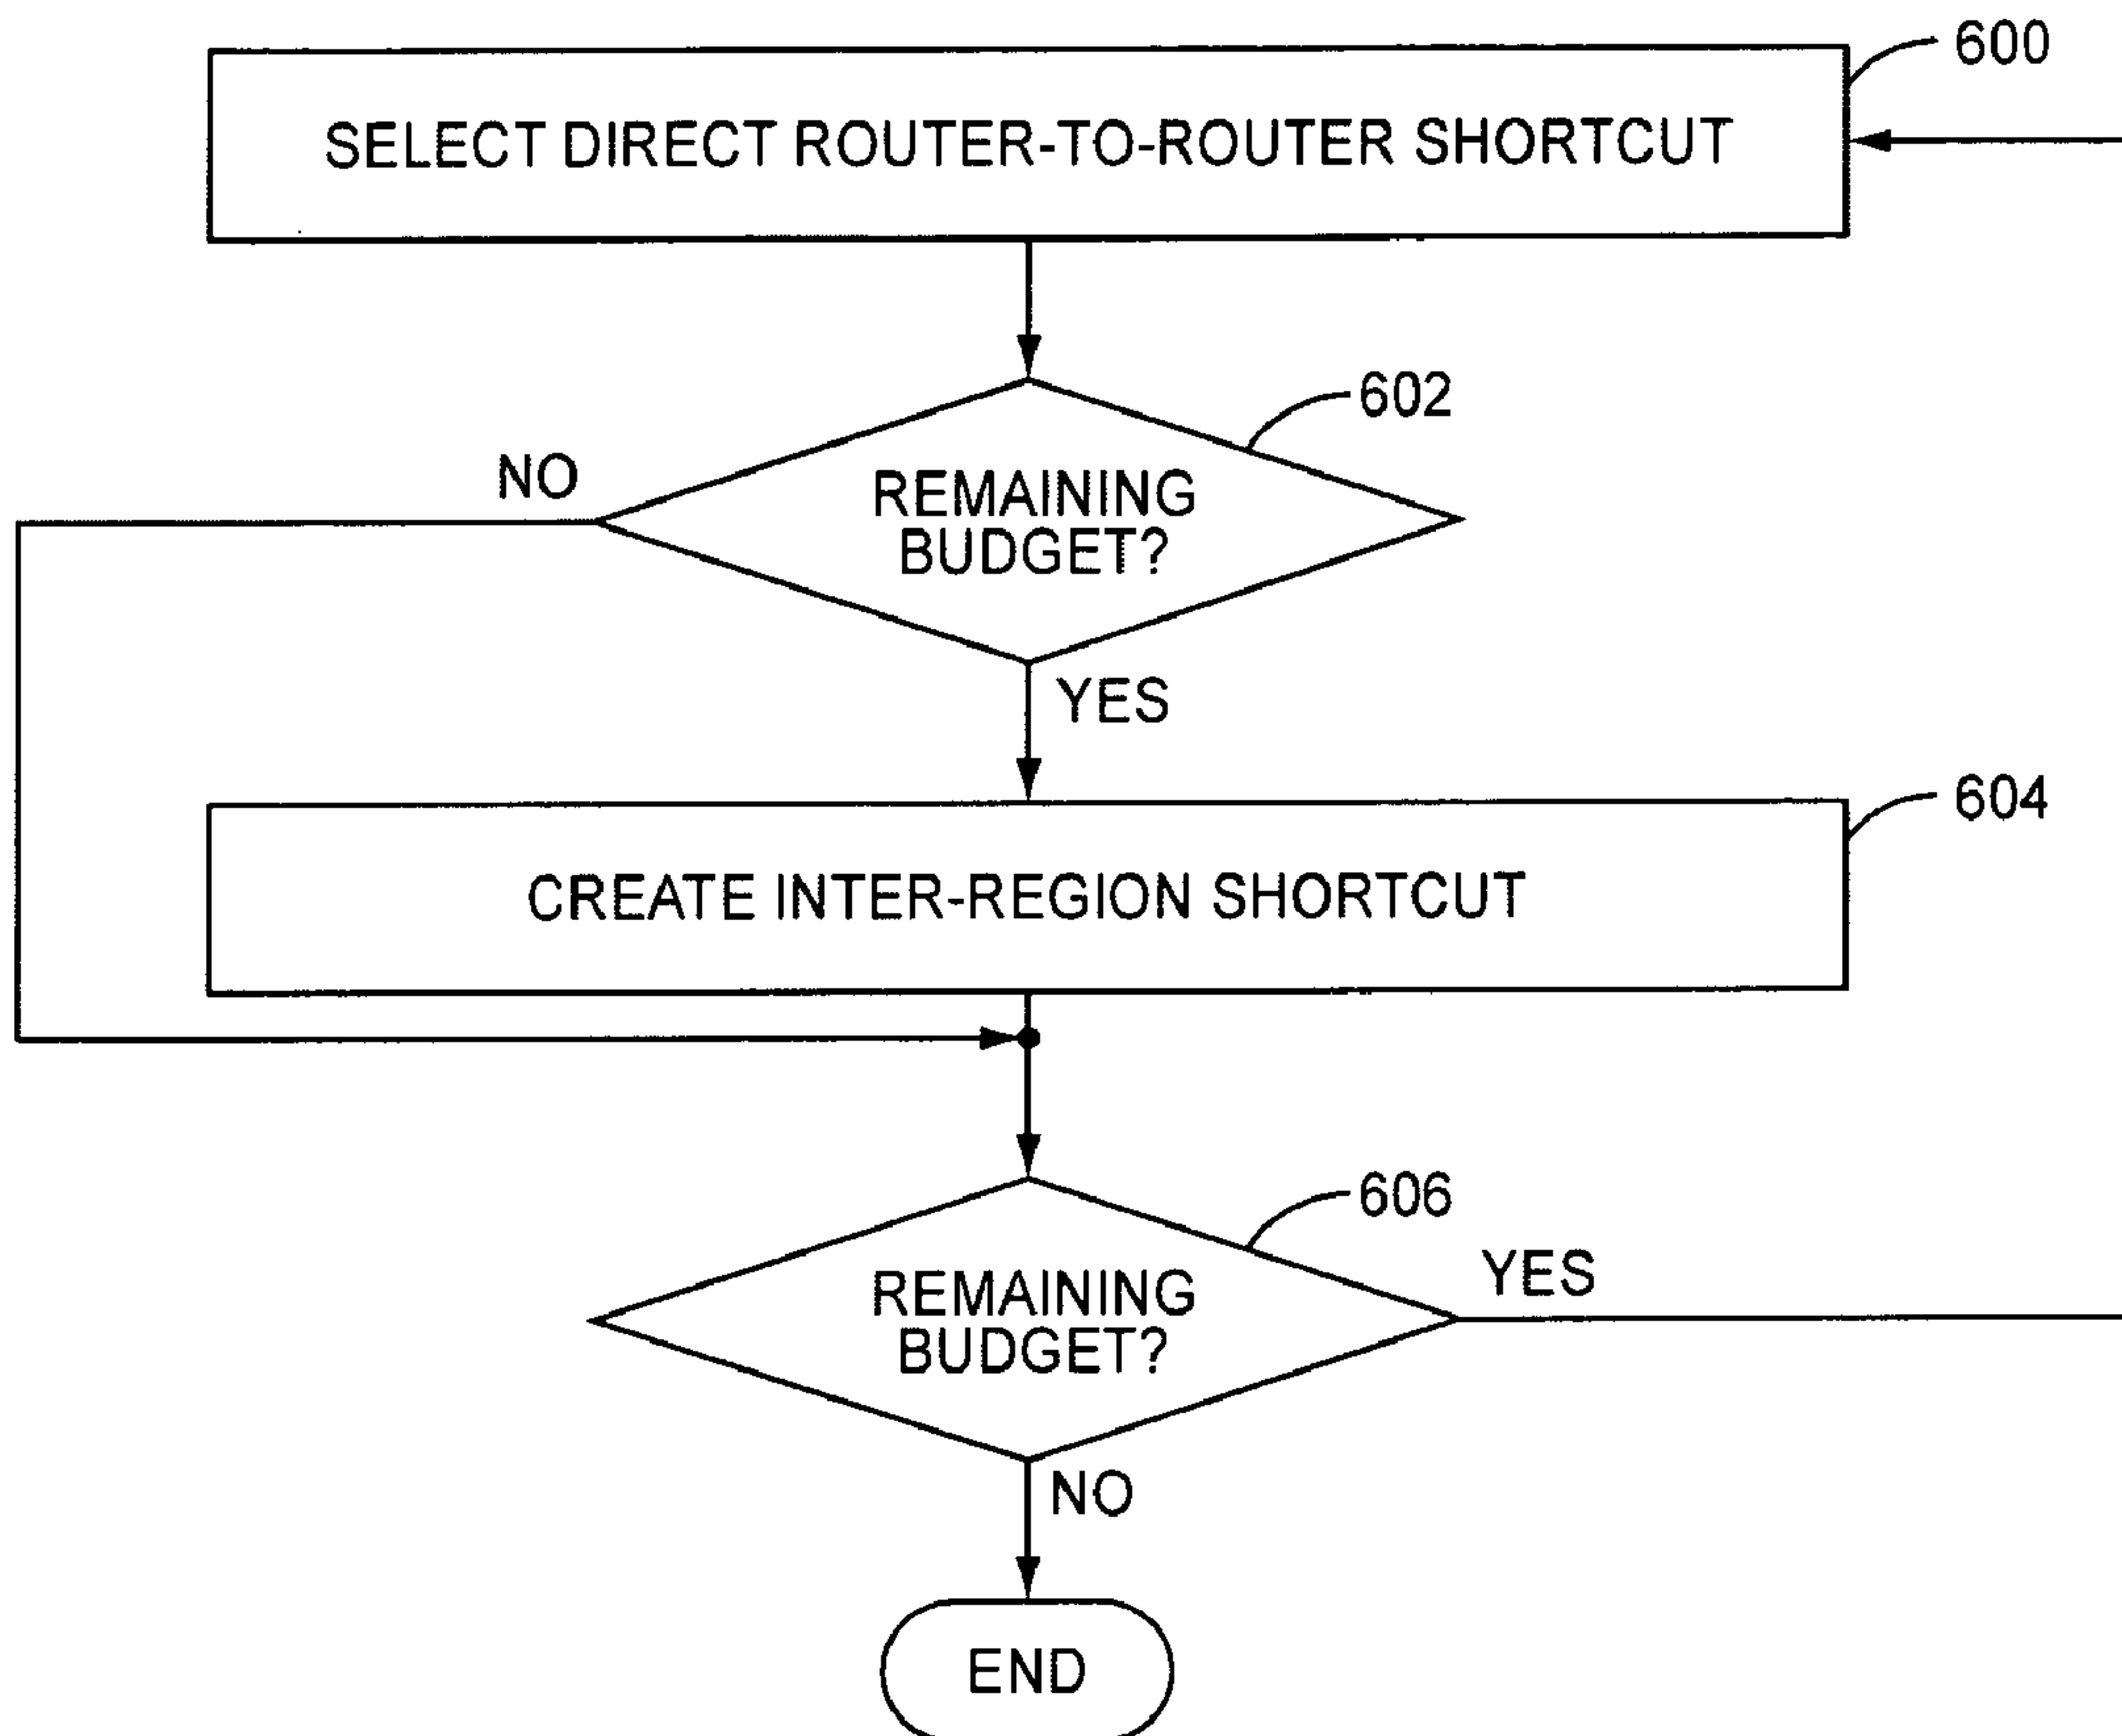 600
SELECT DIRECT ROUTER-TO-ROUTER SHORTCUT
602
NO
REMAINING
BUDGET?
YES
604
CREATE INTER-REGION SHORTCUT
606
YES
REMAINING
BUDGET?
NO
END